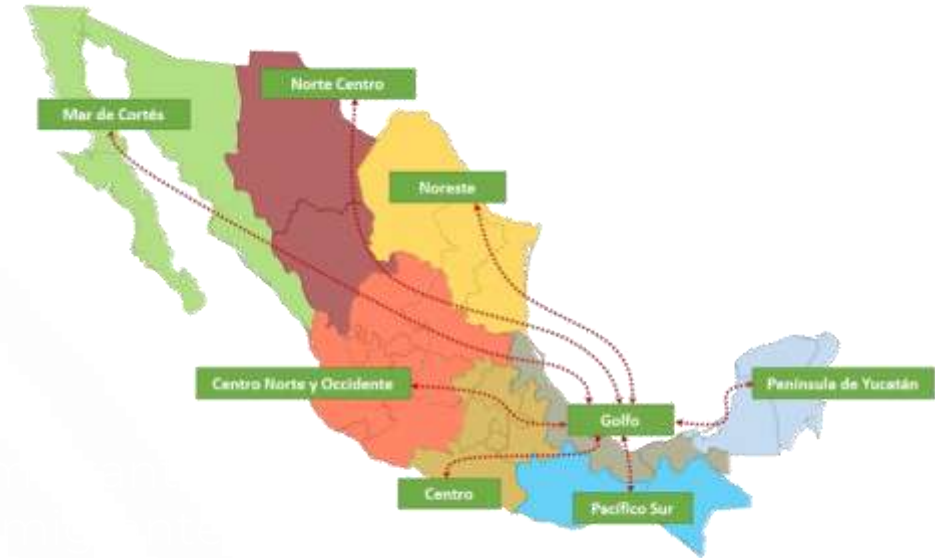 Norte Centro
Mar de Cortés
Noreste
Centro Norte y Occidente
Península de Yucatán
Golfo
Centro
Pacífico Sur